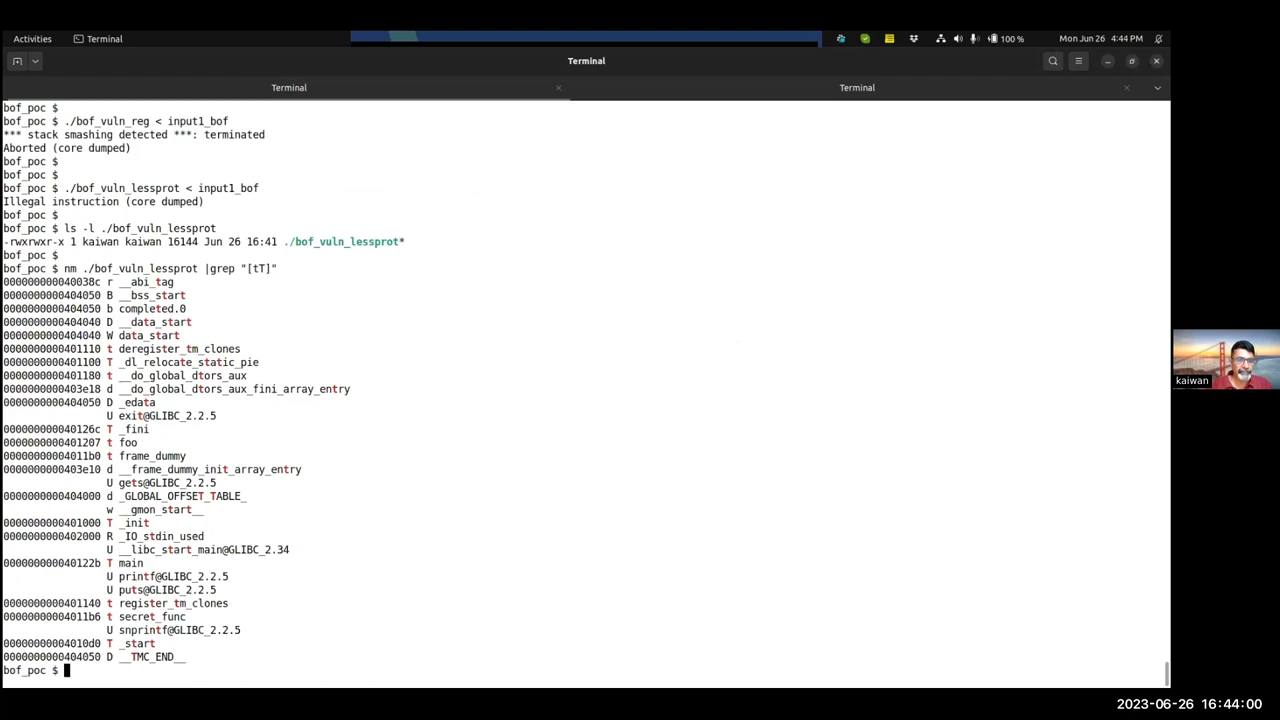 Activities
Terminal
100 %
Mon Jun 26 4:44 PM
Terminal
Terminal
Terminal
bof_poc $
bof_poc $ ./bof_vuln_reg < input1_bof
*** stack smashing detected ***: terminated
Aborted (core dumped)
bof_poc $
bof_poc $
bof_poc $ ./bof_vuln_lessprot < input1_bof
Illegal instruction (core dumped)
bof_poc $
bof_poc $ ls -l ./bof_vuln_lessprot
-rwxrwxr-x 1 kaiwan kaiwan 16144 Jun 26 16:41 ./bof_vuln_lessprot*
bof_poc $
bof_poc $ nm ./bof_vuln_lessprot |grep "[tT]"
000000000040038c r __abi_tag
0000000000404050 B __bss_start
0000000000404050 b completed.0
0000000000404040 D __data_start
0000000000404040 W data_start
0000000000401110 t deregister_tm_clones
0000000000401100 T _dl_relocate_static_pie
0000000000401180 t __do_global_dtors_aux
0000000000403e18 d __do_global_dtors_aux_fini_array_entry
0000000000404050 D _edata
U exit@GLIBC_2.2.5
000000000040126c T _fini
0000000000401207 t foo
00000000004011b0 t frame_dummy
0000000000403e10 d __frame_dummy_init_array_entry
U gets@GLIBC_2.2.5
0000000000404000 d _GLOBAL_OFFSET_TABLE_
w __gmon_start__
0000000000401000 T _init
0000000000402000 R _IO_stdin_used
U __libc_start_main@GLIBC_2.34
000000000040122b T main
U printf@GLIBC_2.2.5
U puts@GLIBC_2.2.5
0000000000401140 t register_tm_clones
00000000004011b6 t secret_func
U snprintf@GLIBC_2.2.5
00000000004010d0 T _start
0000000000404050 D __TMC_END__
bof_poc $
kaiwan
2023-06-26 16:44:00